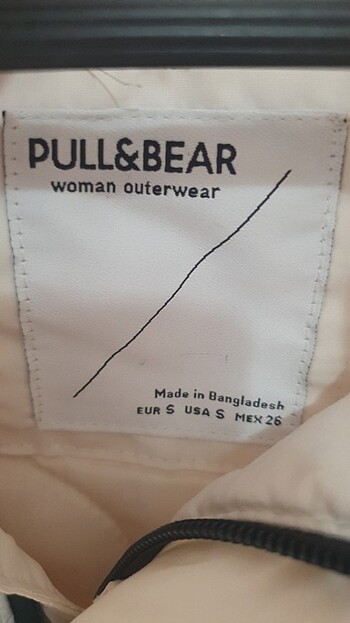 PULL&BEAR
woman outerwear
Made in Bangladesh
EUR S USA S MEX 26